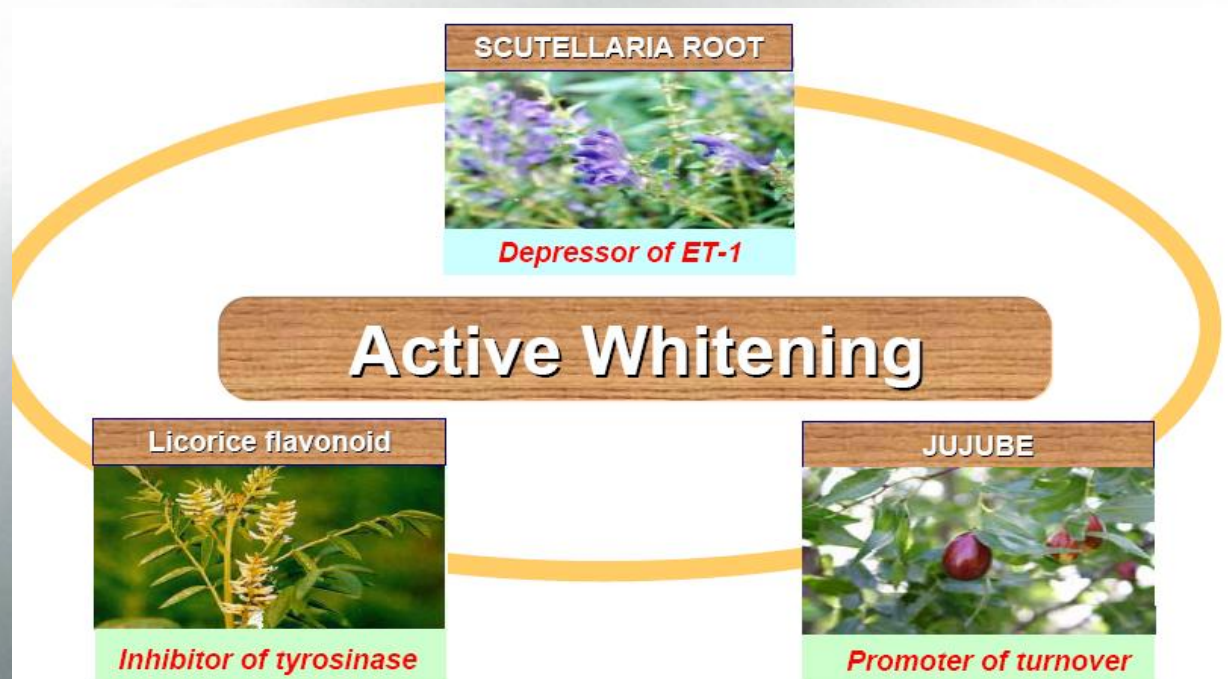 SCUTELLARIA ROOT
Depressor of ET-1
Active Whitening
Licorice flavonoid
Inhibitor of tyrosinase
JUJUBE
Promoter of turnover